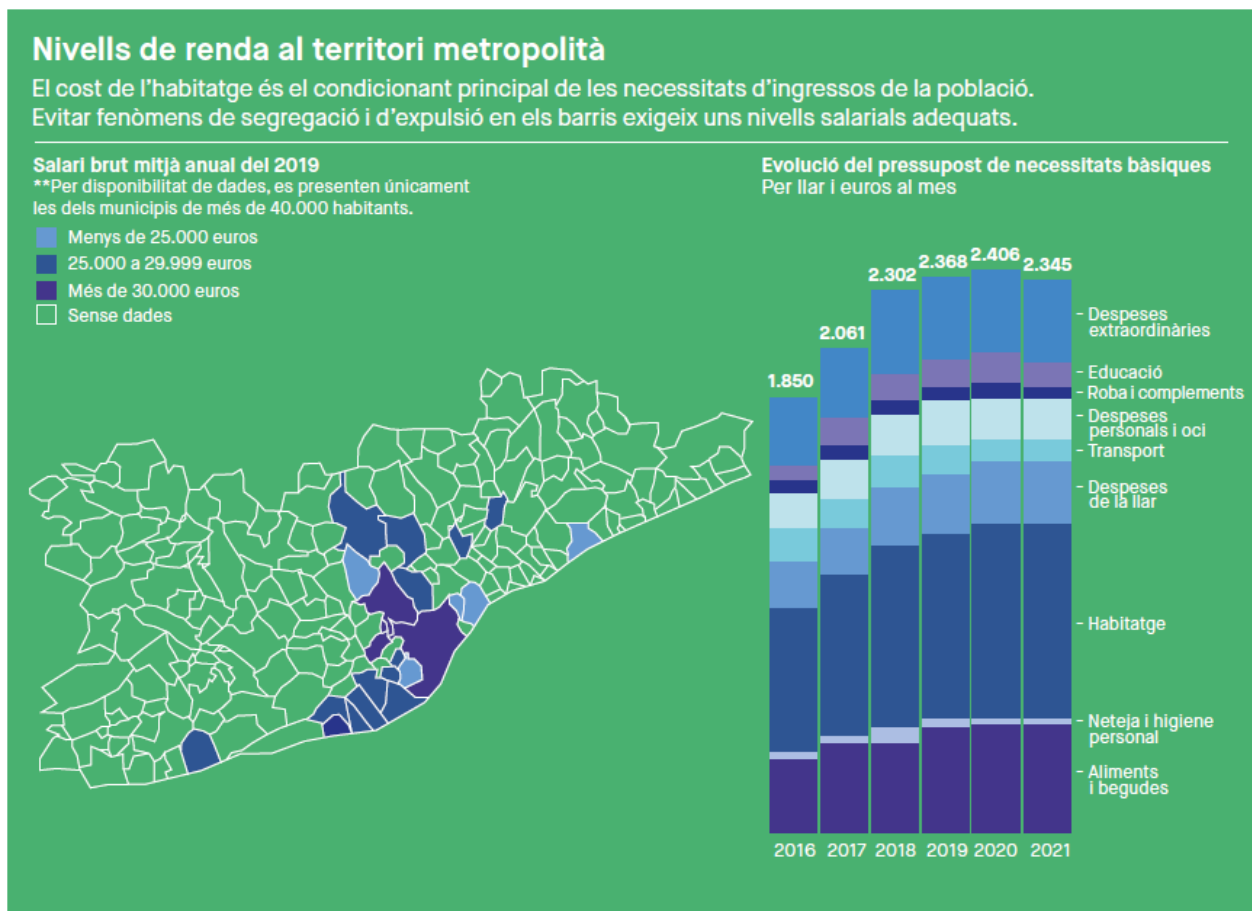 Nivells de renda al territori metropolità
El cost de l'habitatge és el condicionant principal de les necessitats d'ingressos de la població.
Evitar fenòmens de segregació i d'expulsió en els barris exigeix uns nivells salarials adequats.
Salari brut mitjà anual del 2019
**Per disponibilitat de dades, es presenten únicament
les dels municipis de més de 40.000 habitants.
Menys de 25.000 euros
25.000 a 29.999 euros
Més de 30.000 euros
Sense dades
Evolució del pressupost de necessitats bàsiques
Per llar i euros al mes
1.850
2.061
2.302
2.368
2.406
2.345
- Despeses
extraordinàries
- Educació
- Roba i complements
- Despeses
personals i oci
- Transport
- Despeses
de la llar
- Habitatge
- Neteja i higiene
personal
- Aliments
i begudes
2016 2017 2018 2019 2020 2021